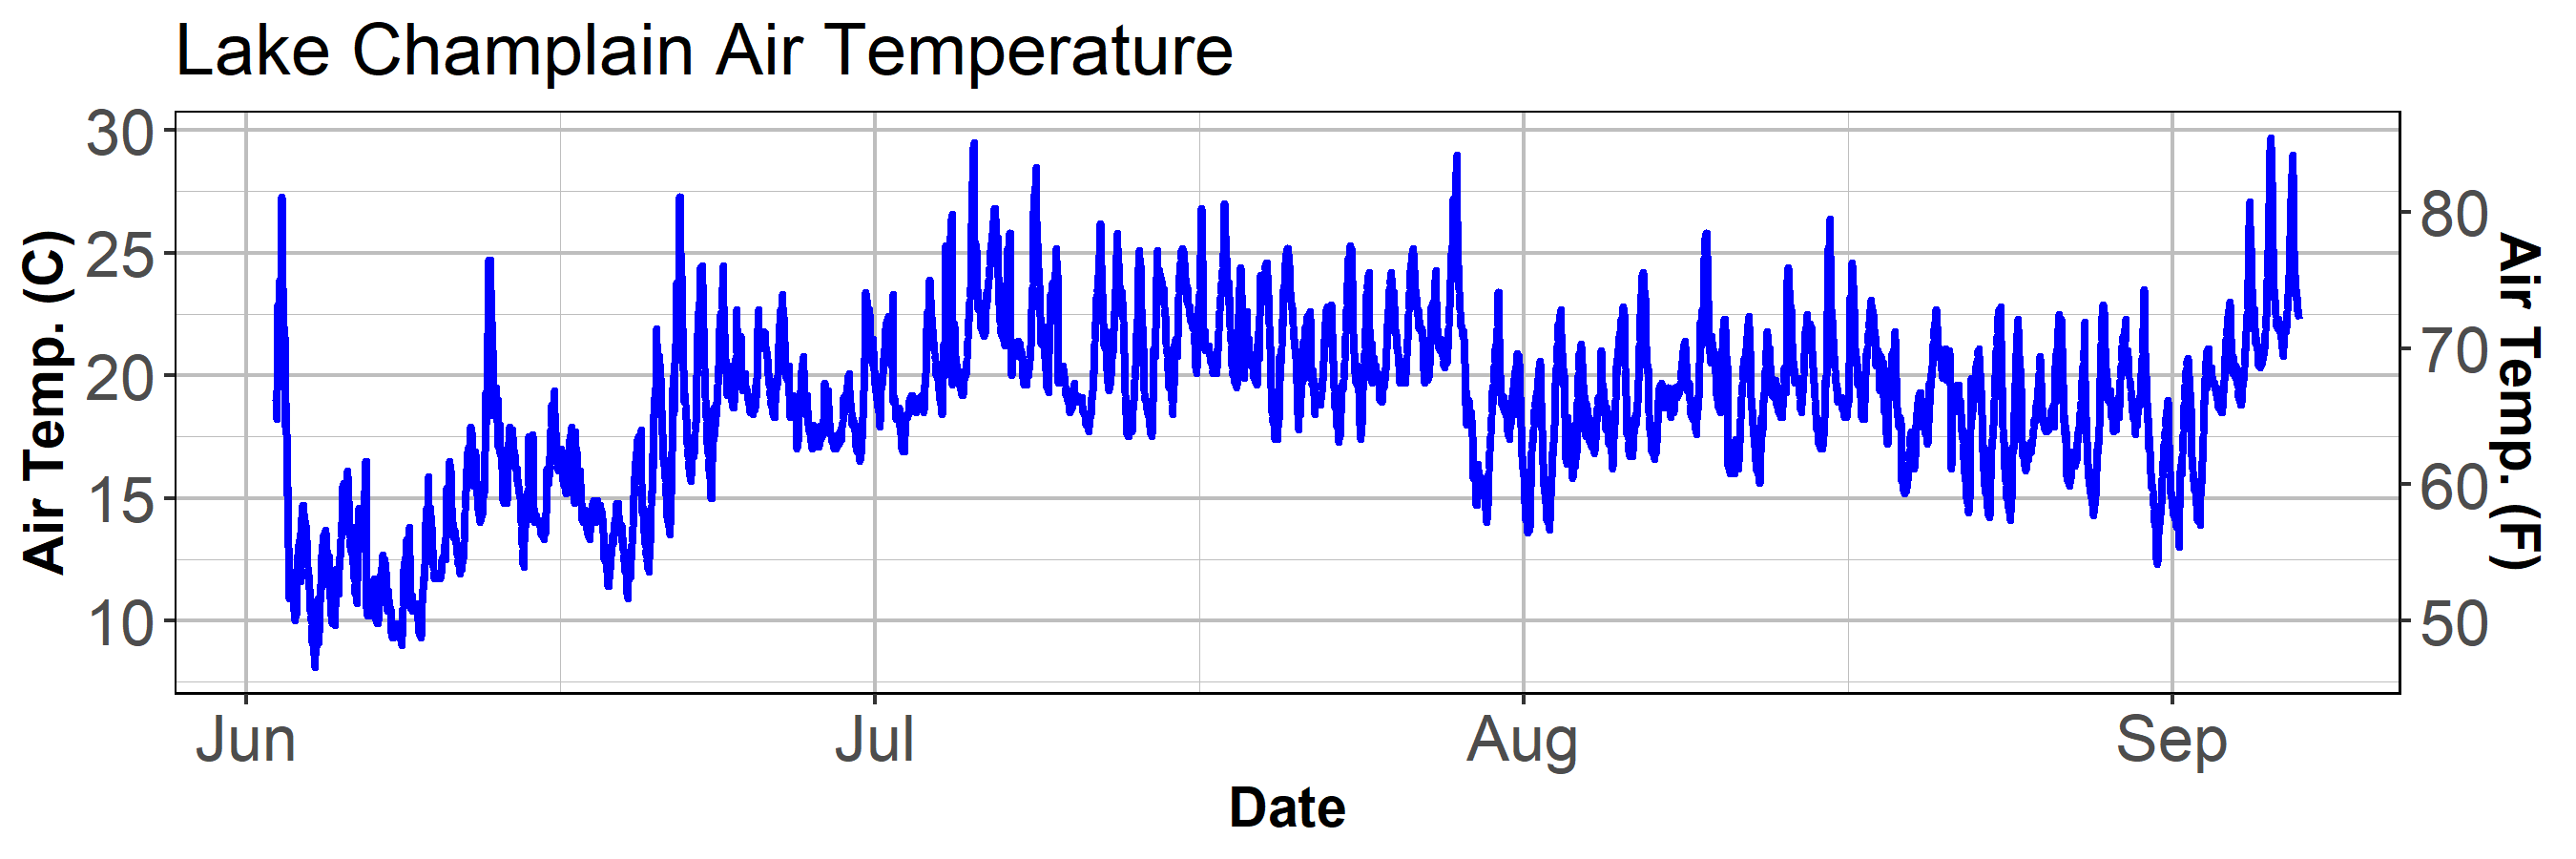 Lake Champlain Air Temperature
Air Temp. (C)
30
25
20
15
10
80
70
60
50
Air Temp. (F)
Jun Jul Aug Sep
Date